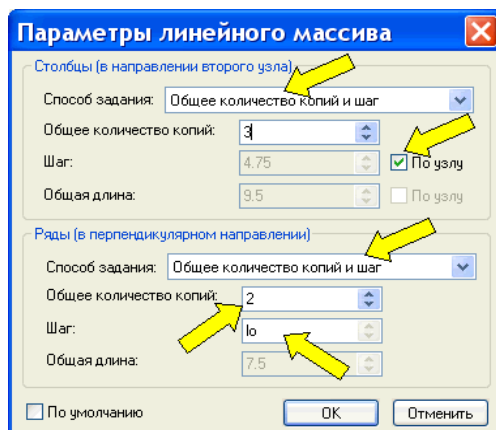 Параметры линейного массива
Столбцы (в направлении второго узла)
Способ задания: Общее количество копий и шаг
Общее количество копий: 3
Шаг: 4.75 По узлу
Общая длина: 9.5 По узлу
Ряды (в перпендикулярном направлении)
Способ задания: Общее количество копий и шаг
Общее количество копий: 2
Шаг: lo
Общая длина: 7.5
По умолчанию OK Отменить